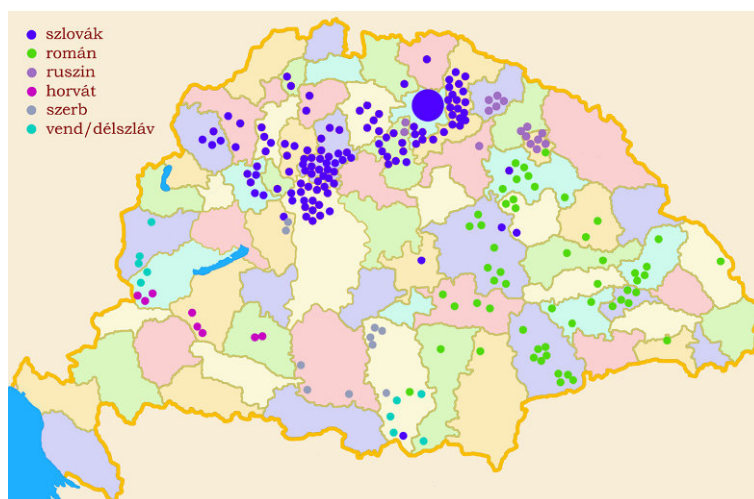 szlovák
román
ruszin
horvát
szerb
vend/délszláv